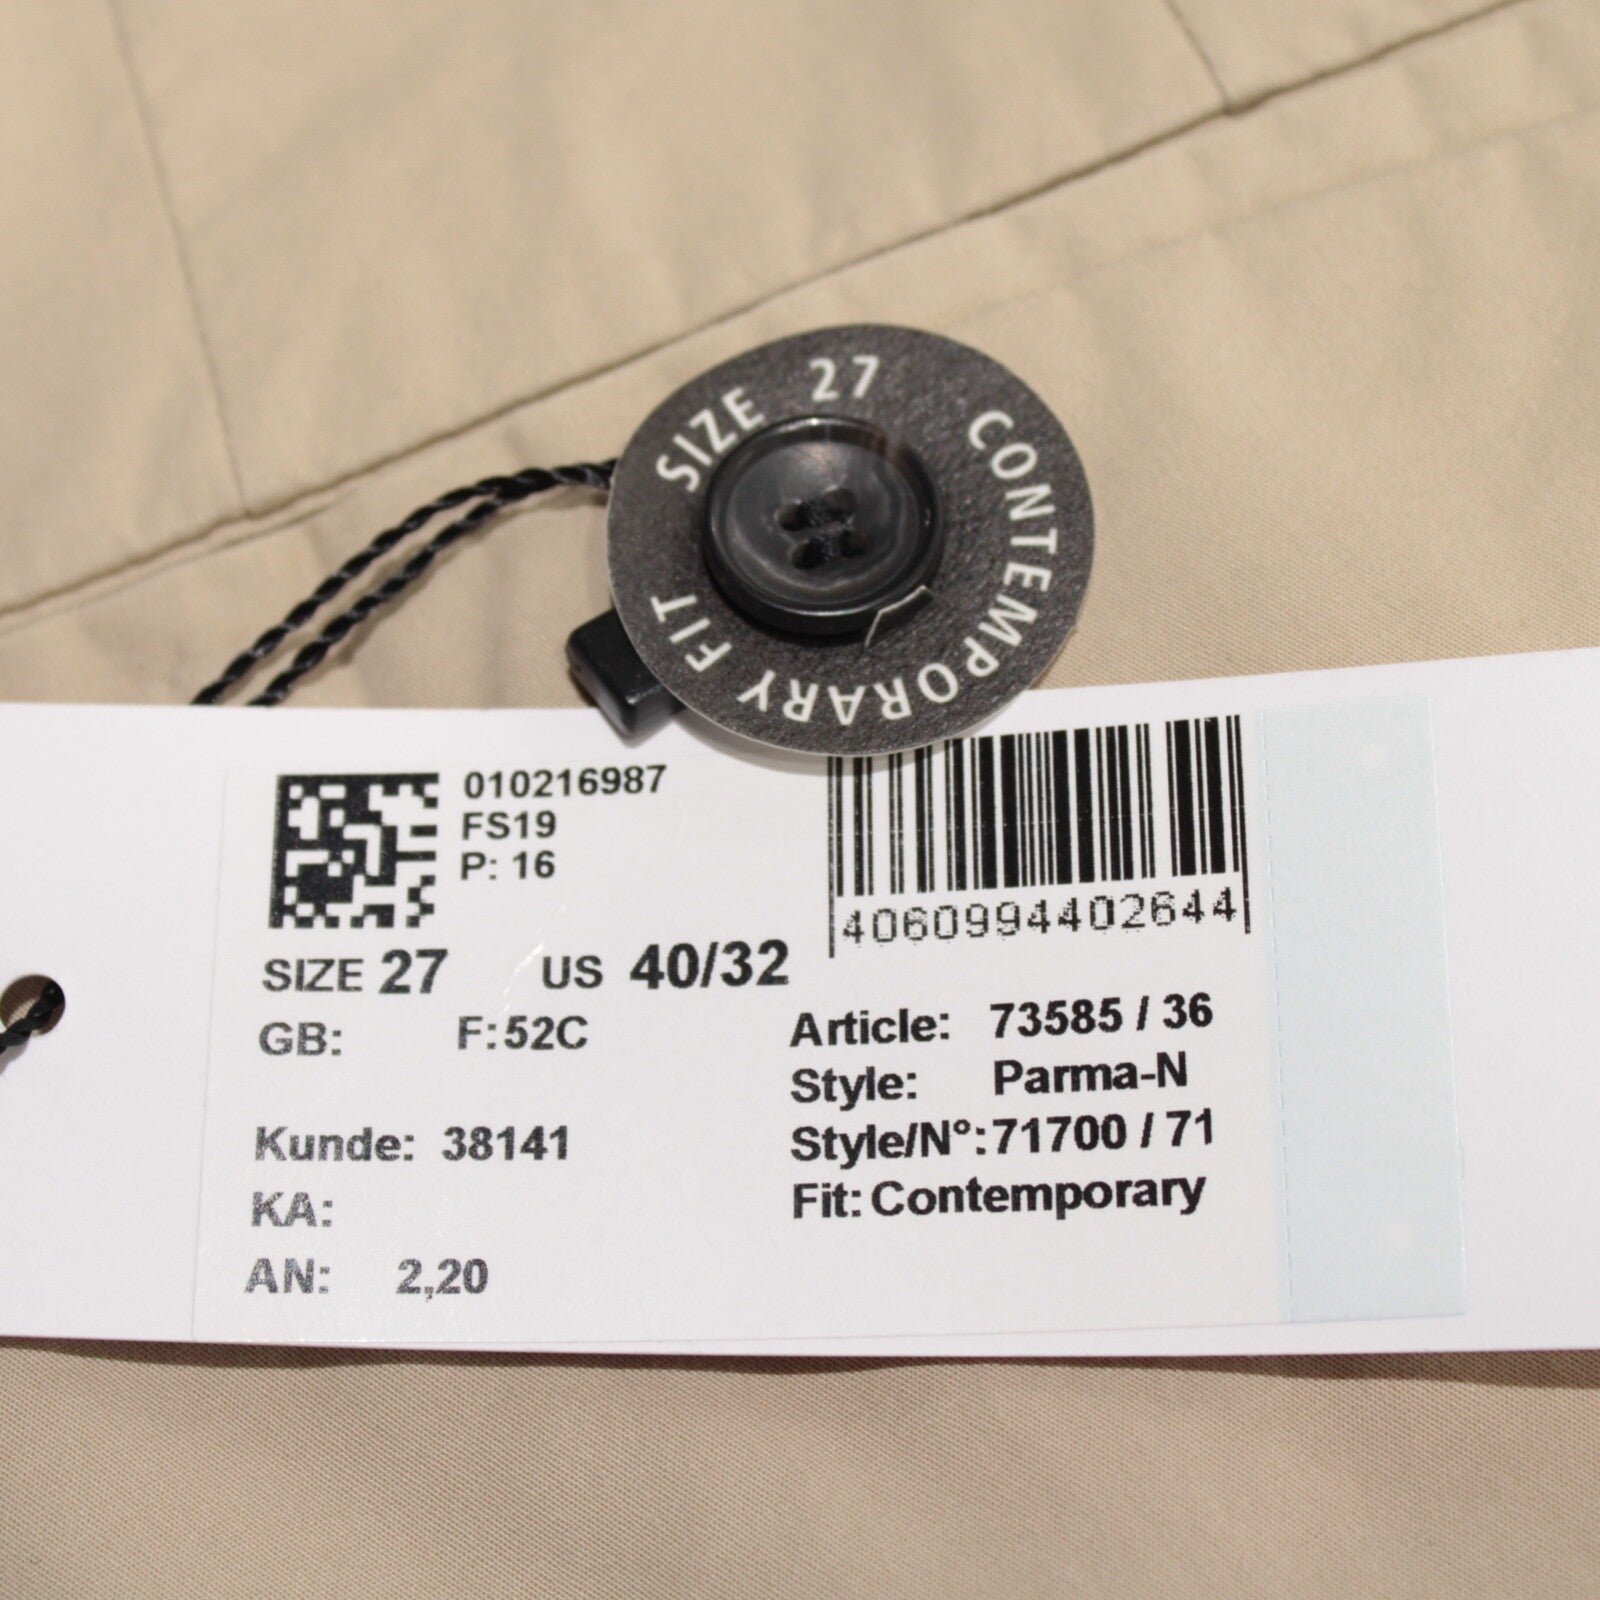 SIZE 27 CONTEMPORARY FIT
010216987
FS19
P: 16
4060994402644
SIZE 27 US 40/32
GB: F:52C
Kunde: 38141
KA:
AN: 2,20
Article: 73585 / 36
Style: Parma-N
Style/N°:71700 / 71
Fit: Contemporary